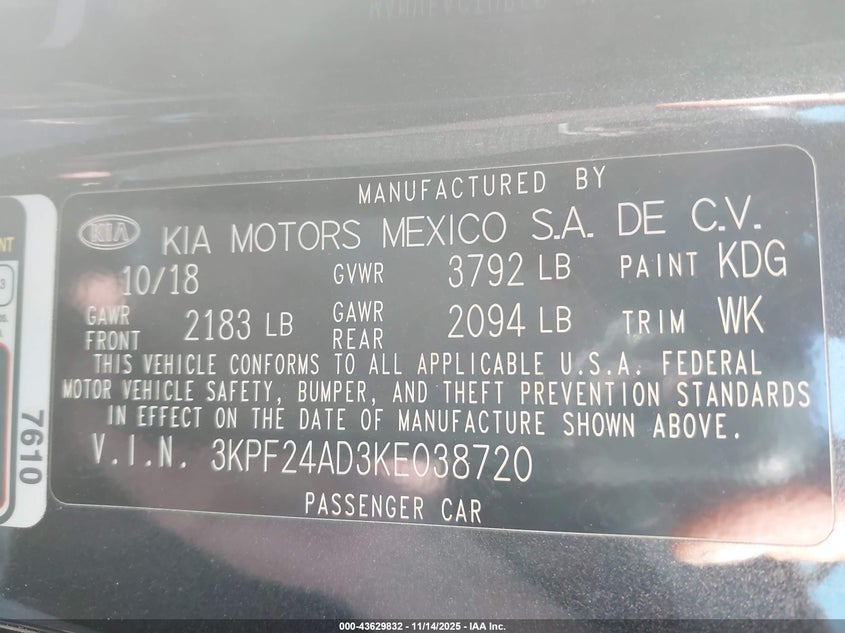 MANUFACTURED BY
KIA
KIA MOTORS MEXICO S.A. DE C.V.
10/18 GVWR 3792 LB PAINT KDG
GAWR FRONT 2183 LB GAWR REAR 2094 LB TRIM WK
THIS VEHICLE CONFORMS TO ALL APPLICABLE U.S.A. FEDERAL
MOTOR VEHICLE SAFETY, BUMPER, AND THEFT PREVENTION STANDARDS
IN EFFECT ON THE DATE OF MANUFACTURE SHOWN ABOVE.
V.I.N. 3KPF24AD3KE038720
PASSENGER CAR
7610
000-43629832 - 11/14/2025 - IAA Inc.